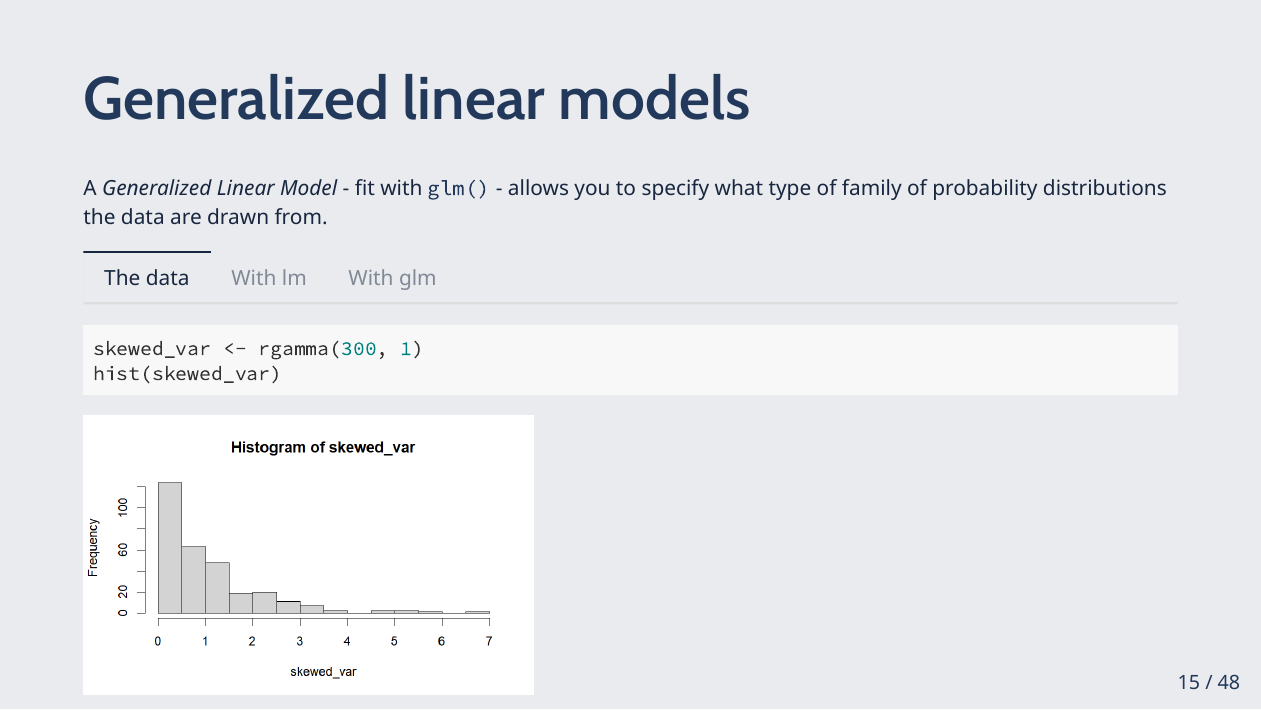 Generalized linear models
A Generalized Linear Model - fit with glm() - allows you to specify what type of family of probability distributions
the data are drawn from.
The data With lm With glm
skewed_var <- rgamma(300, 1)
hist(skewed_var)
Histogram of skewed_var
Frequency
100
60
20
0
0 1 2 3 4 5 6 7
skewed_var
15 / 48